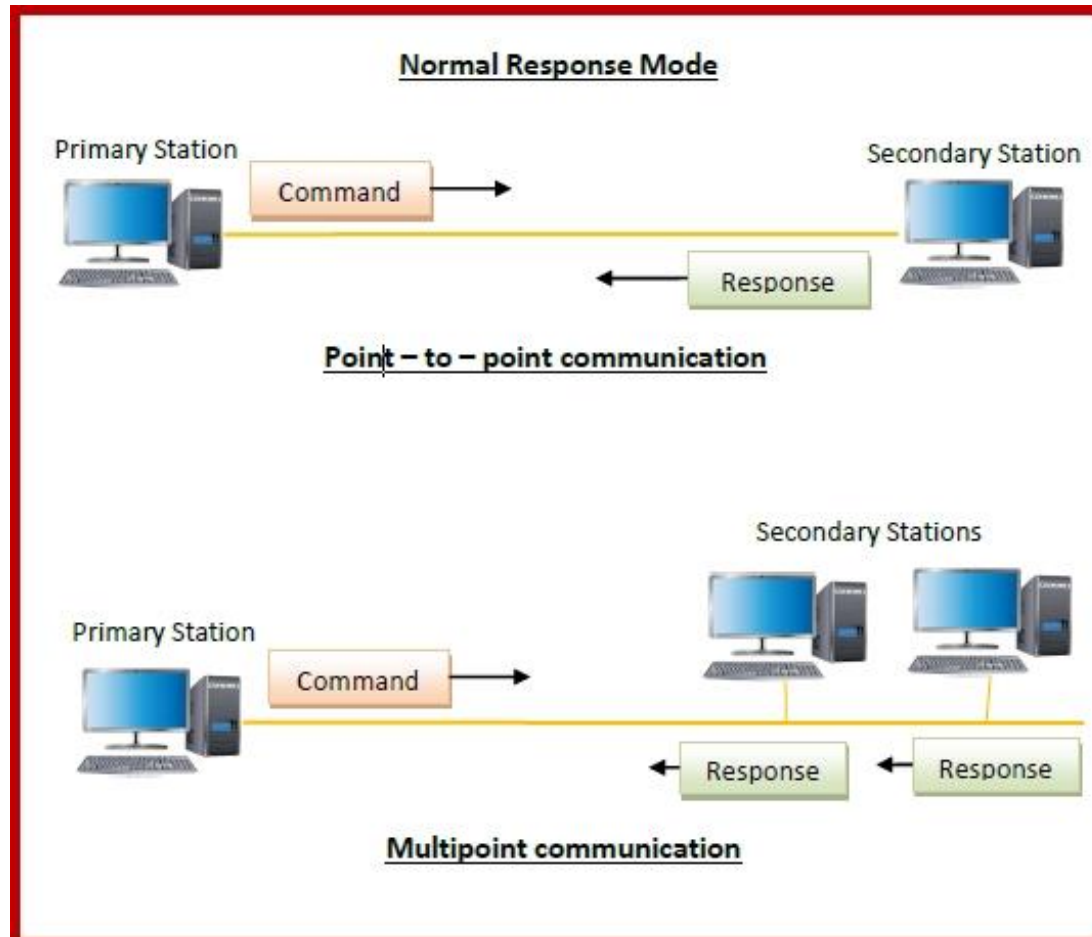 Normal Response Mode
Primary Station
Secondary Station
Command
Response
Point – to – point communication
Secondary Stations
Primary Station
Command
Response
Response
Multipoint communication